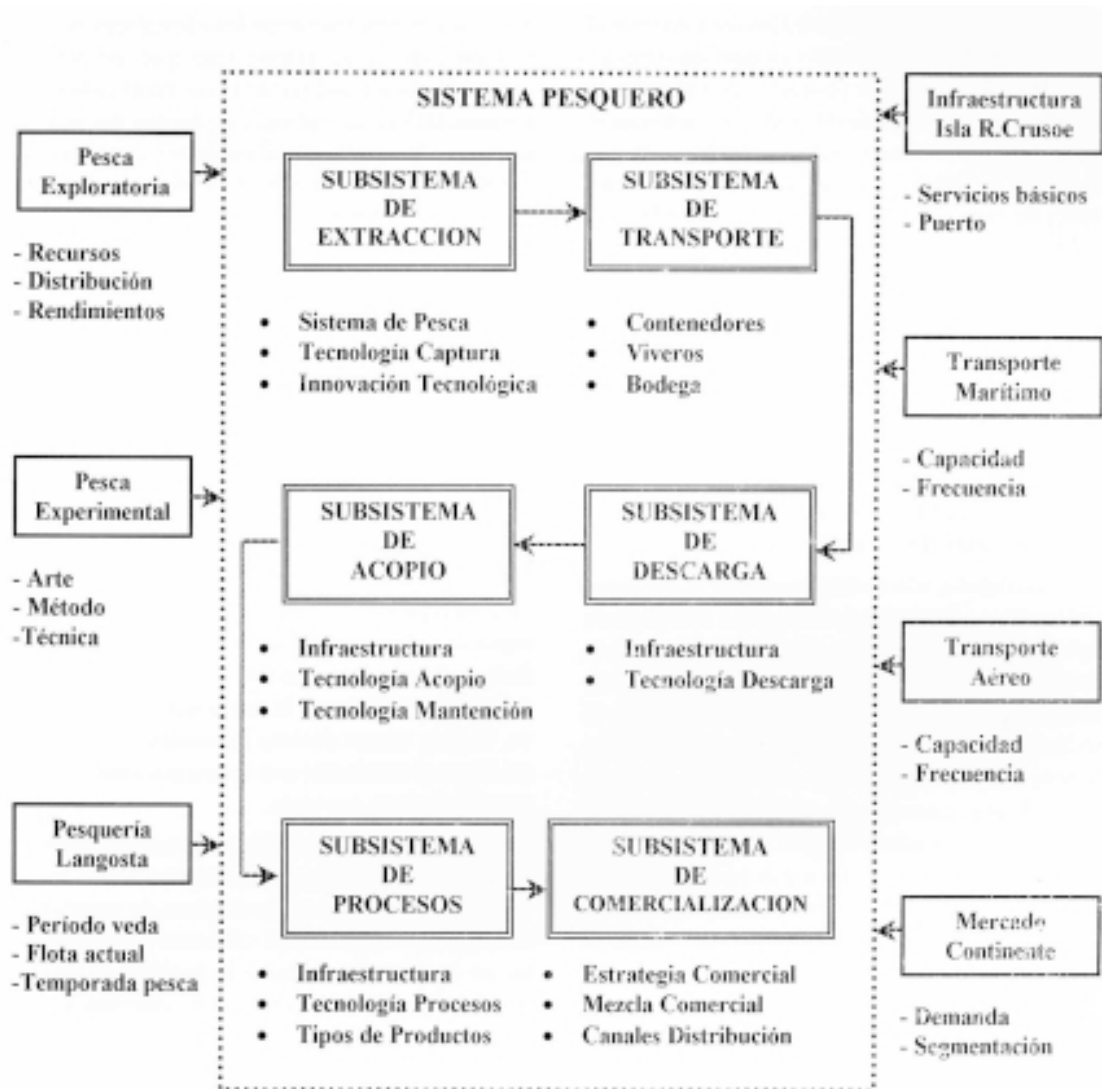 SISTEMA PESQUERO
Pesca
Exploratoria
- Recursos
- Distribución
- Rendimientos
Pesca
Experimental
- Arte
- Método
-Técnica
Pesquería
Langosta
- Período veda
- Flota actual
-Temporada pesca
SUBSISTEMA
DE
EXTRACCION
• Sistema de Pesca
• Tecnología Captura
• Innovación Tecnológica
SUBSISTEMA
DE
TRANSPORTE
• Contenedores
• Viveros
• Bodega
SUBSISTEMA
DE
ACOPIO
• Infraestructura
• Tecnología Acopio
• Tecnología Mantención
SUBSISTEMA
DE
DESCARGA
• Infraestructura
• Tecnología Descarga
SUBSISTEMA
DE
PROCESOS
• Infraestructura
• Tecnología Procesos
• Tipos de Productos
SUBSISTEMA
DE
COMERCIALIZACION
• Estrategia Comercial
• Mezcla Comercial
• Canales Distribución
Infraestructura
Isla R.Crusoe
- Servicios básicos
- Puerto
Transporte
Marítimo
- Capacidad
- Frecuencia
Transporte
Aéreo
- Capacidad
- Frecuencia
Mercado
Continente
- Demanda
- Segmentación